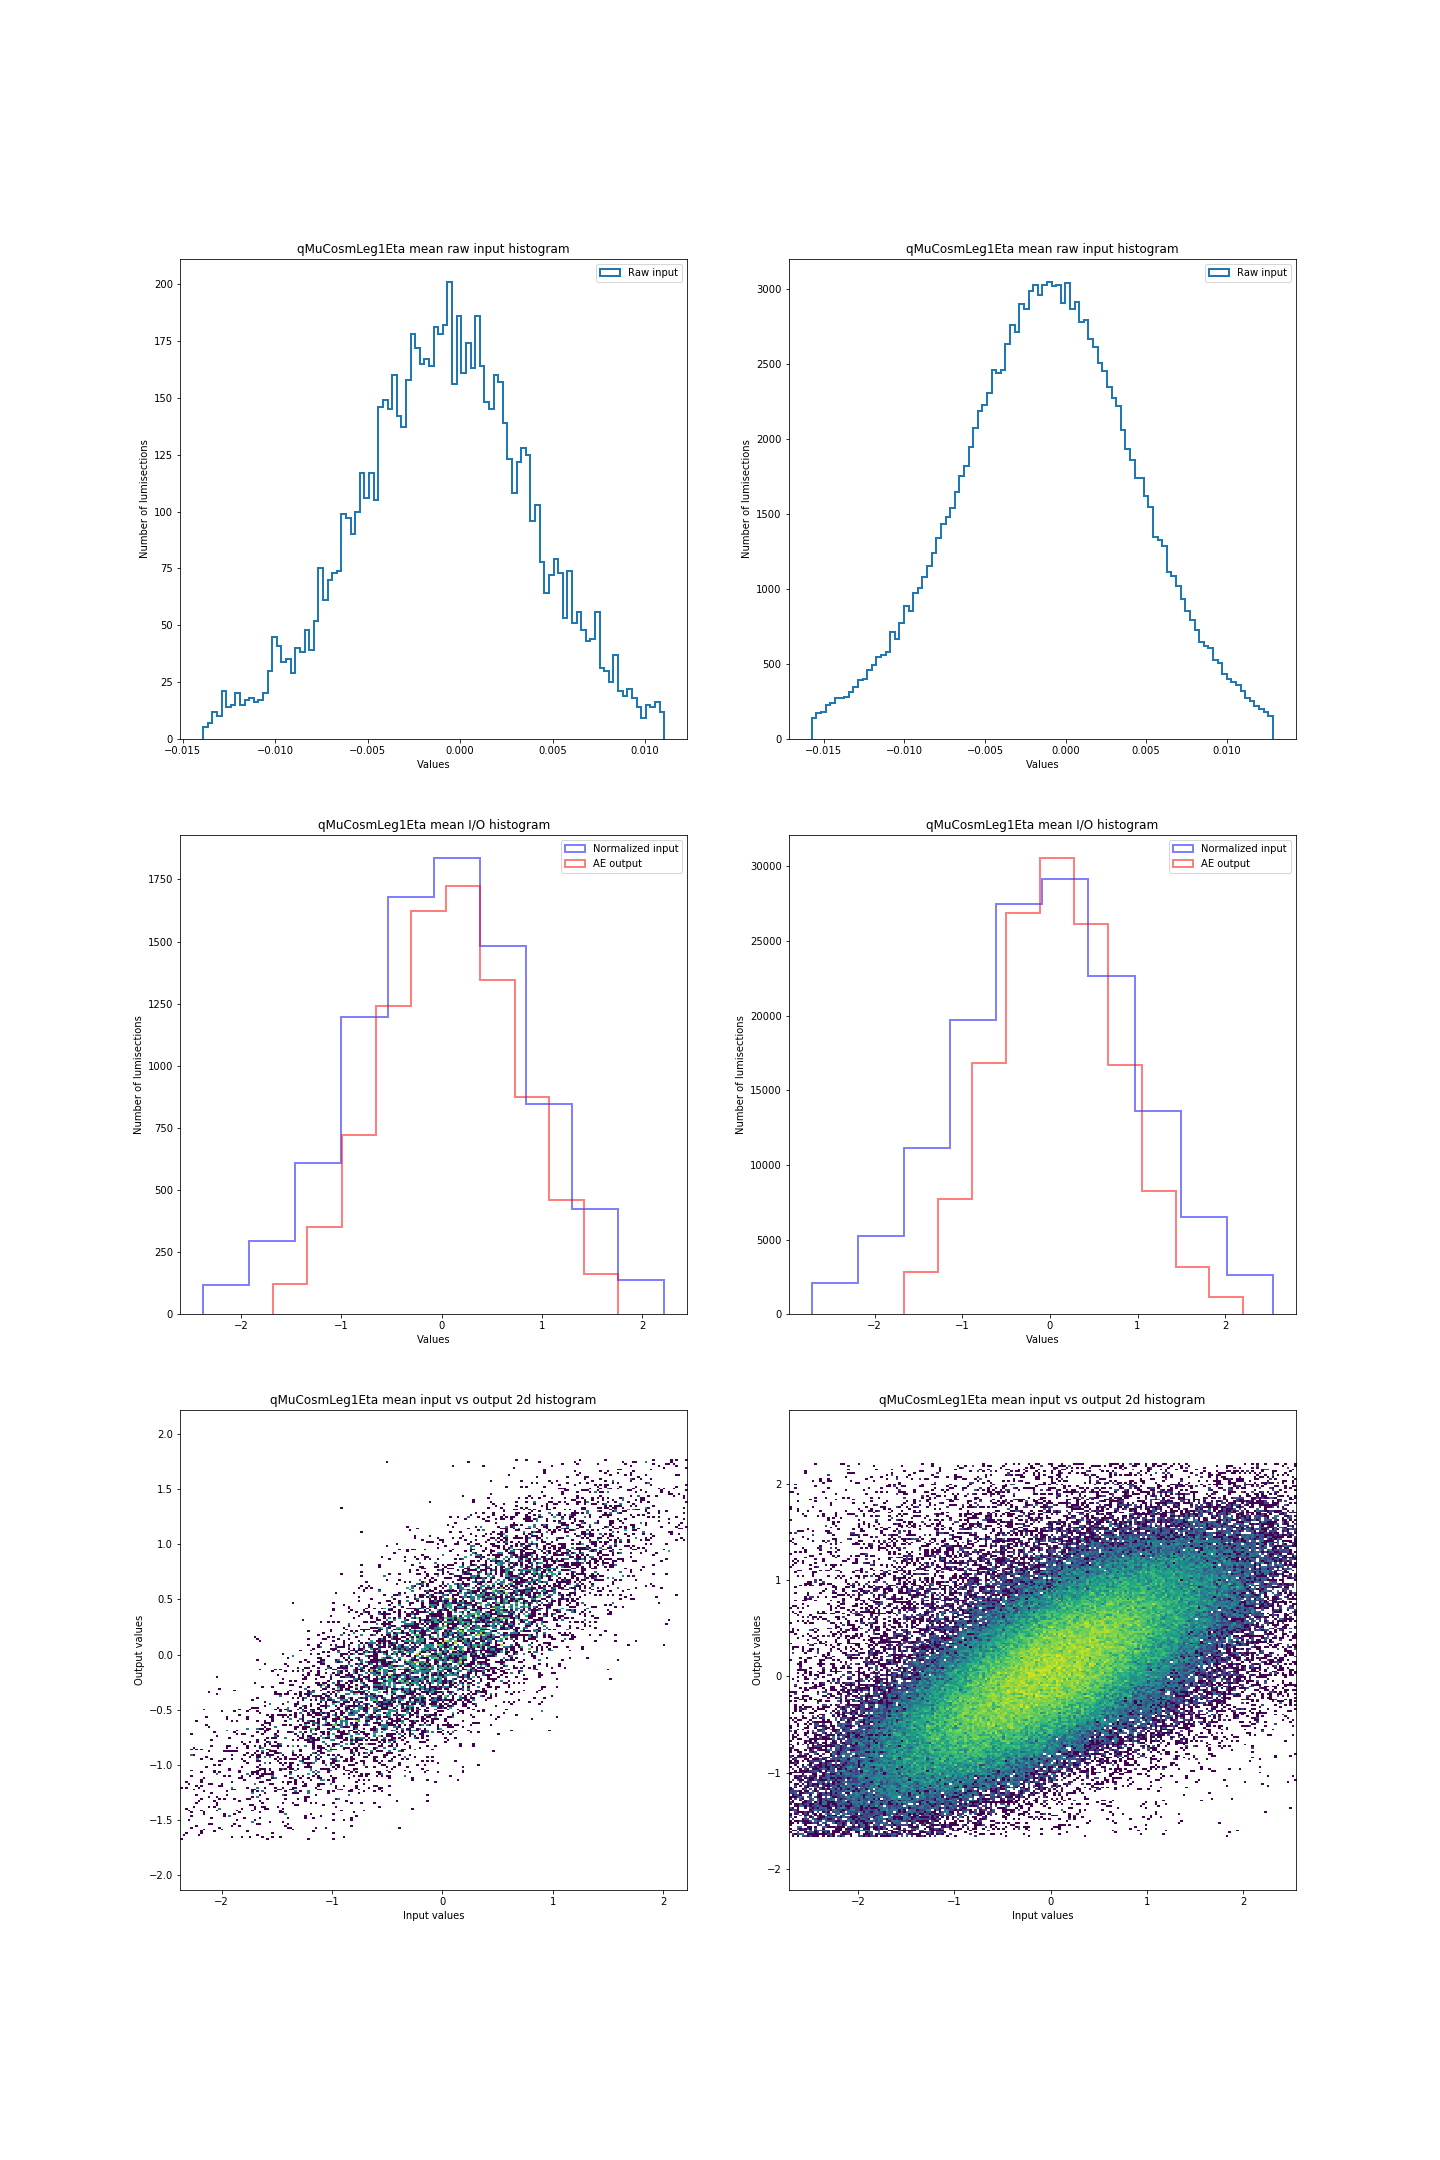 qMuCosmLeg1Eta mean raw input histogram
Raw input
200
175
150
125
100
75
50
25
0
Number of lumisections
−0.015 −0.010 −0.005 0.000 0.005 0.010
Values
qMuCosmLeg1Eta mean raw input histogram
Raw input
3000
2500
2000
1500
1000
500
0
Number of lumisections
−0.015 −0.010 −0.005 0.000 0.005 0.010
Values
qMuCosmLeg1Eta mean I/O histogram
Normalized input
AE output
1750
1500
1250
1000
750
500
250
0
Number of lumisections
−2 −1 0 1 2
Values
qMuCosmLeg1Eta mean I/O histogram
Normalized input
AE output
30000
25000
20000
15000
10000
5000
0
Number of lumisections
−2 −1 0 1 2
Values
qMuCosmLeg1Eta mean input vs output 2d histogram
2.0
1.5
1.0
0.5
0.0
−0.5
−1.0
−1.5
−2.0
Output values
−2 −1 0 1 2
Input values
qMuCosmLeg1Eta mean input vs output 2d histogram
2
1
0
−1
−2
Output values
−2 −1 0 1 2
Input values